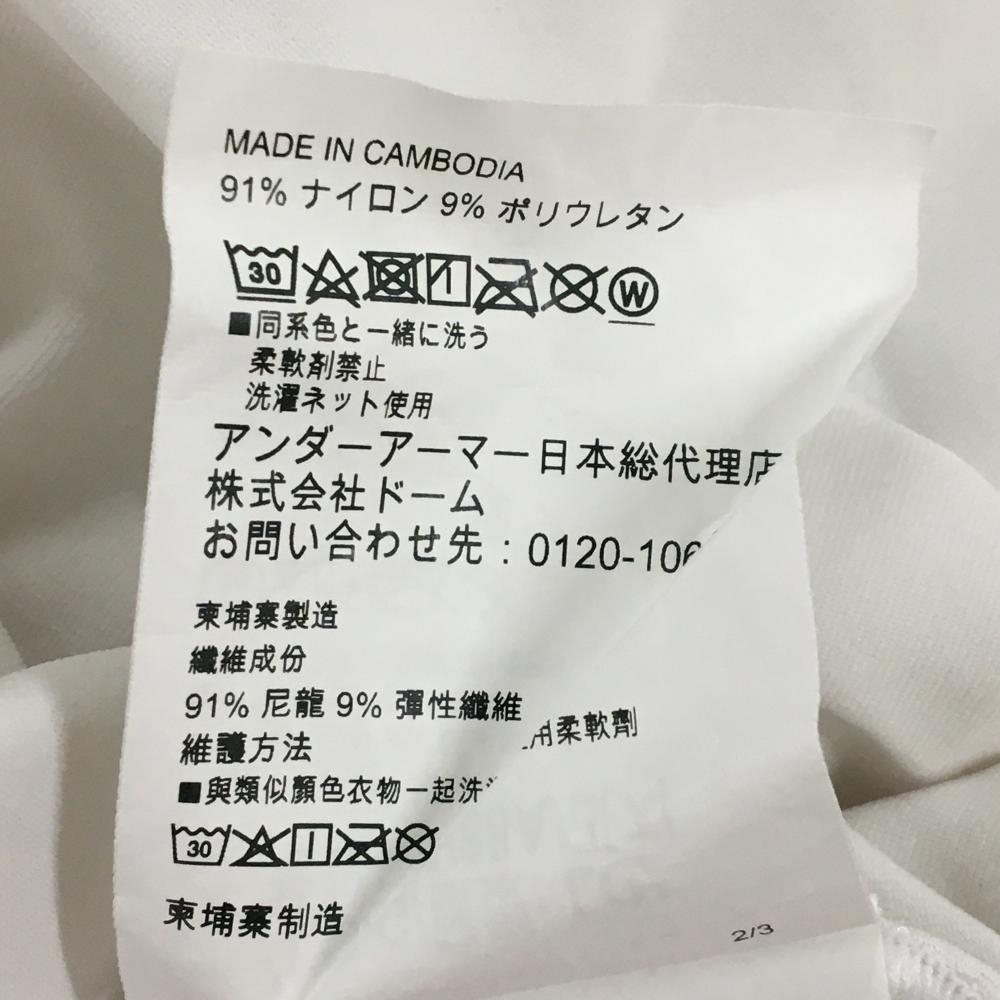 MADE IN CAMBODIA
91% ナイロン 9% ポリウレタン
30 W
■同系色と一緒に洗う
柔軟剤禁止
洗濯ネット使用
アンダーアーマー日本総代理店
株式会社ドーム
お問い合わせ先：0120-106
柬埔寨製造
纖維成份
91% 尼龍 9% 彈性纖維
維護方法
■與類似顏色衣物一起洗
用柔軟劑
30
柬埔寨制造
2/3